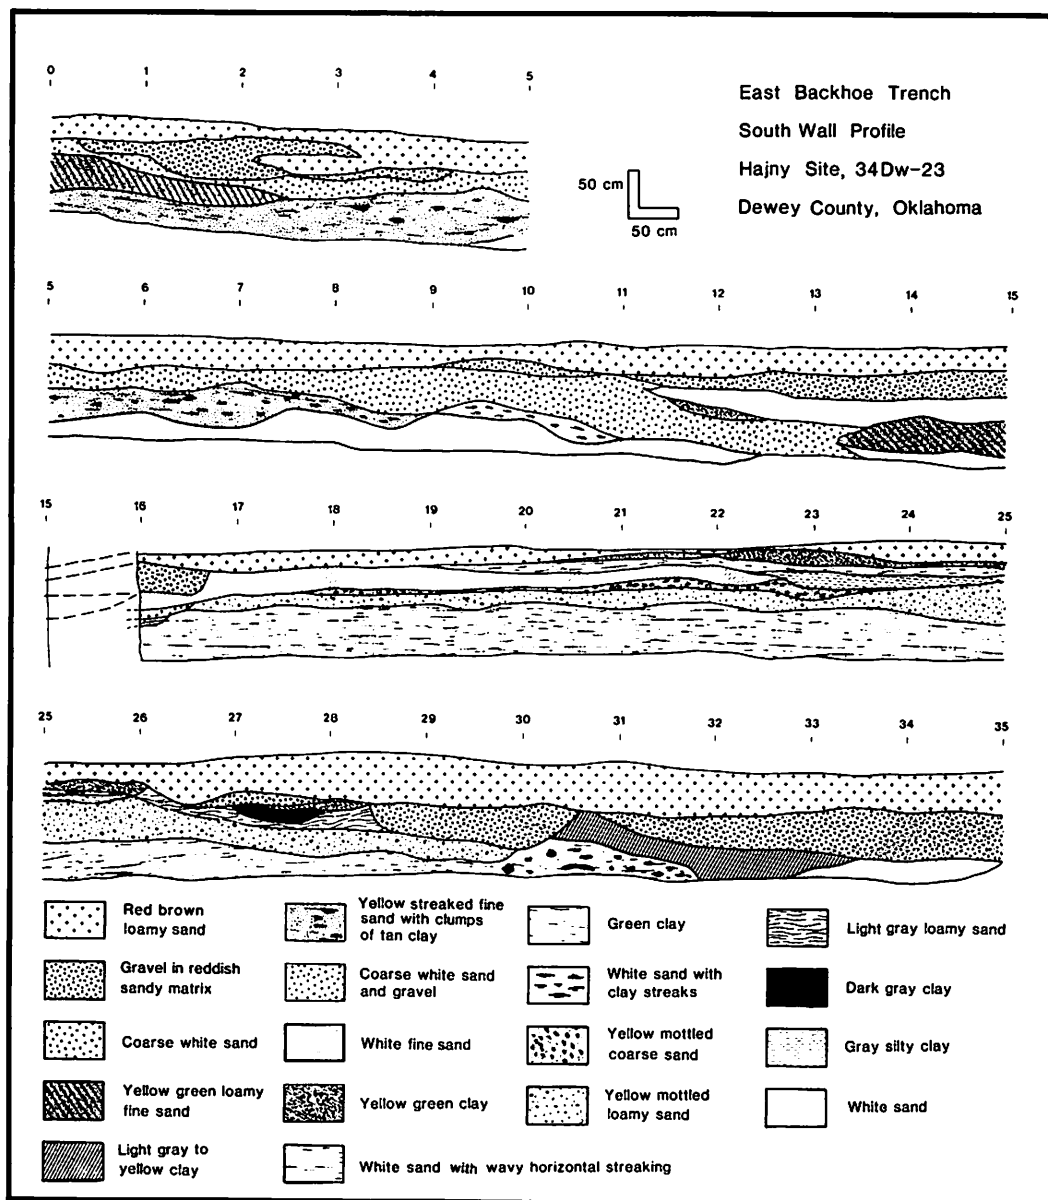 0 1 2 3 4 5
East Backhoe Trench
South Wall Profile
Hajny Site, 34Dw-23
Dewey County, Oklahoma
50 cm
50 cm
5 6 7 8 9 10 11 12 13 14 15
15 16 17 18 19 20 21 22 23 24 25
25 26 27 28 29 30 31 32 33 34 35
Red brown
loamy sand
Yellow streaked fine
sand with clumps
of tan clay
Green clay
Light gray loamy sand
Gravel in reddish
sandy matrix
Coarse white sand
and gravel
White sand with
clay streaks
Dark gray clay
Coarse white sand
White fine sand
Yellow mottled
coarse sand
Gray silty clay
Yellow green loamy
fine sand
Yellow green clay
Yellow mottled
loamy sand
White sand
Light gray to
yellow clay
White sand with wavy horizontal streaking